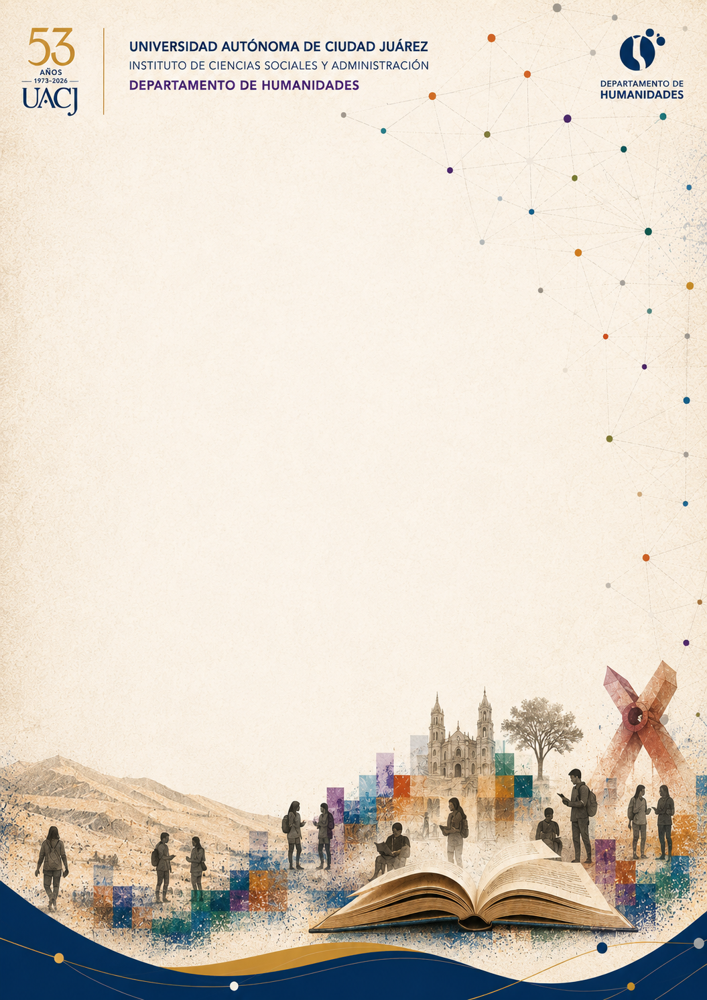 53
AÑOS
1973-2026
UACJ
UNIVERSIDAD AUTÓNOMA DE CIUDAD JUÁREZ
INSTITUTO DE CIENCIAS SOCIALES Y ADMINISTRACIÓN
DEPARTAMENTO DE HUMANIDADES
DEPARTAMENTO DE
HUMANIDADES